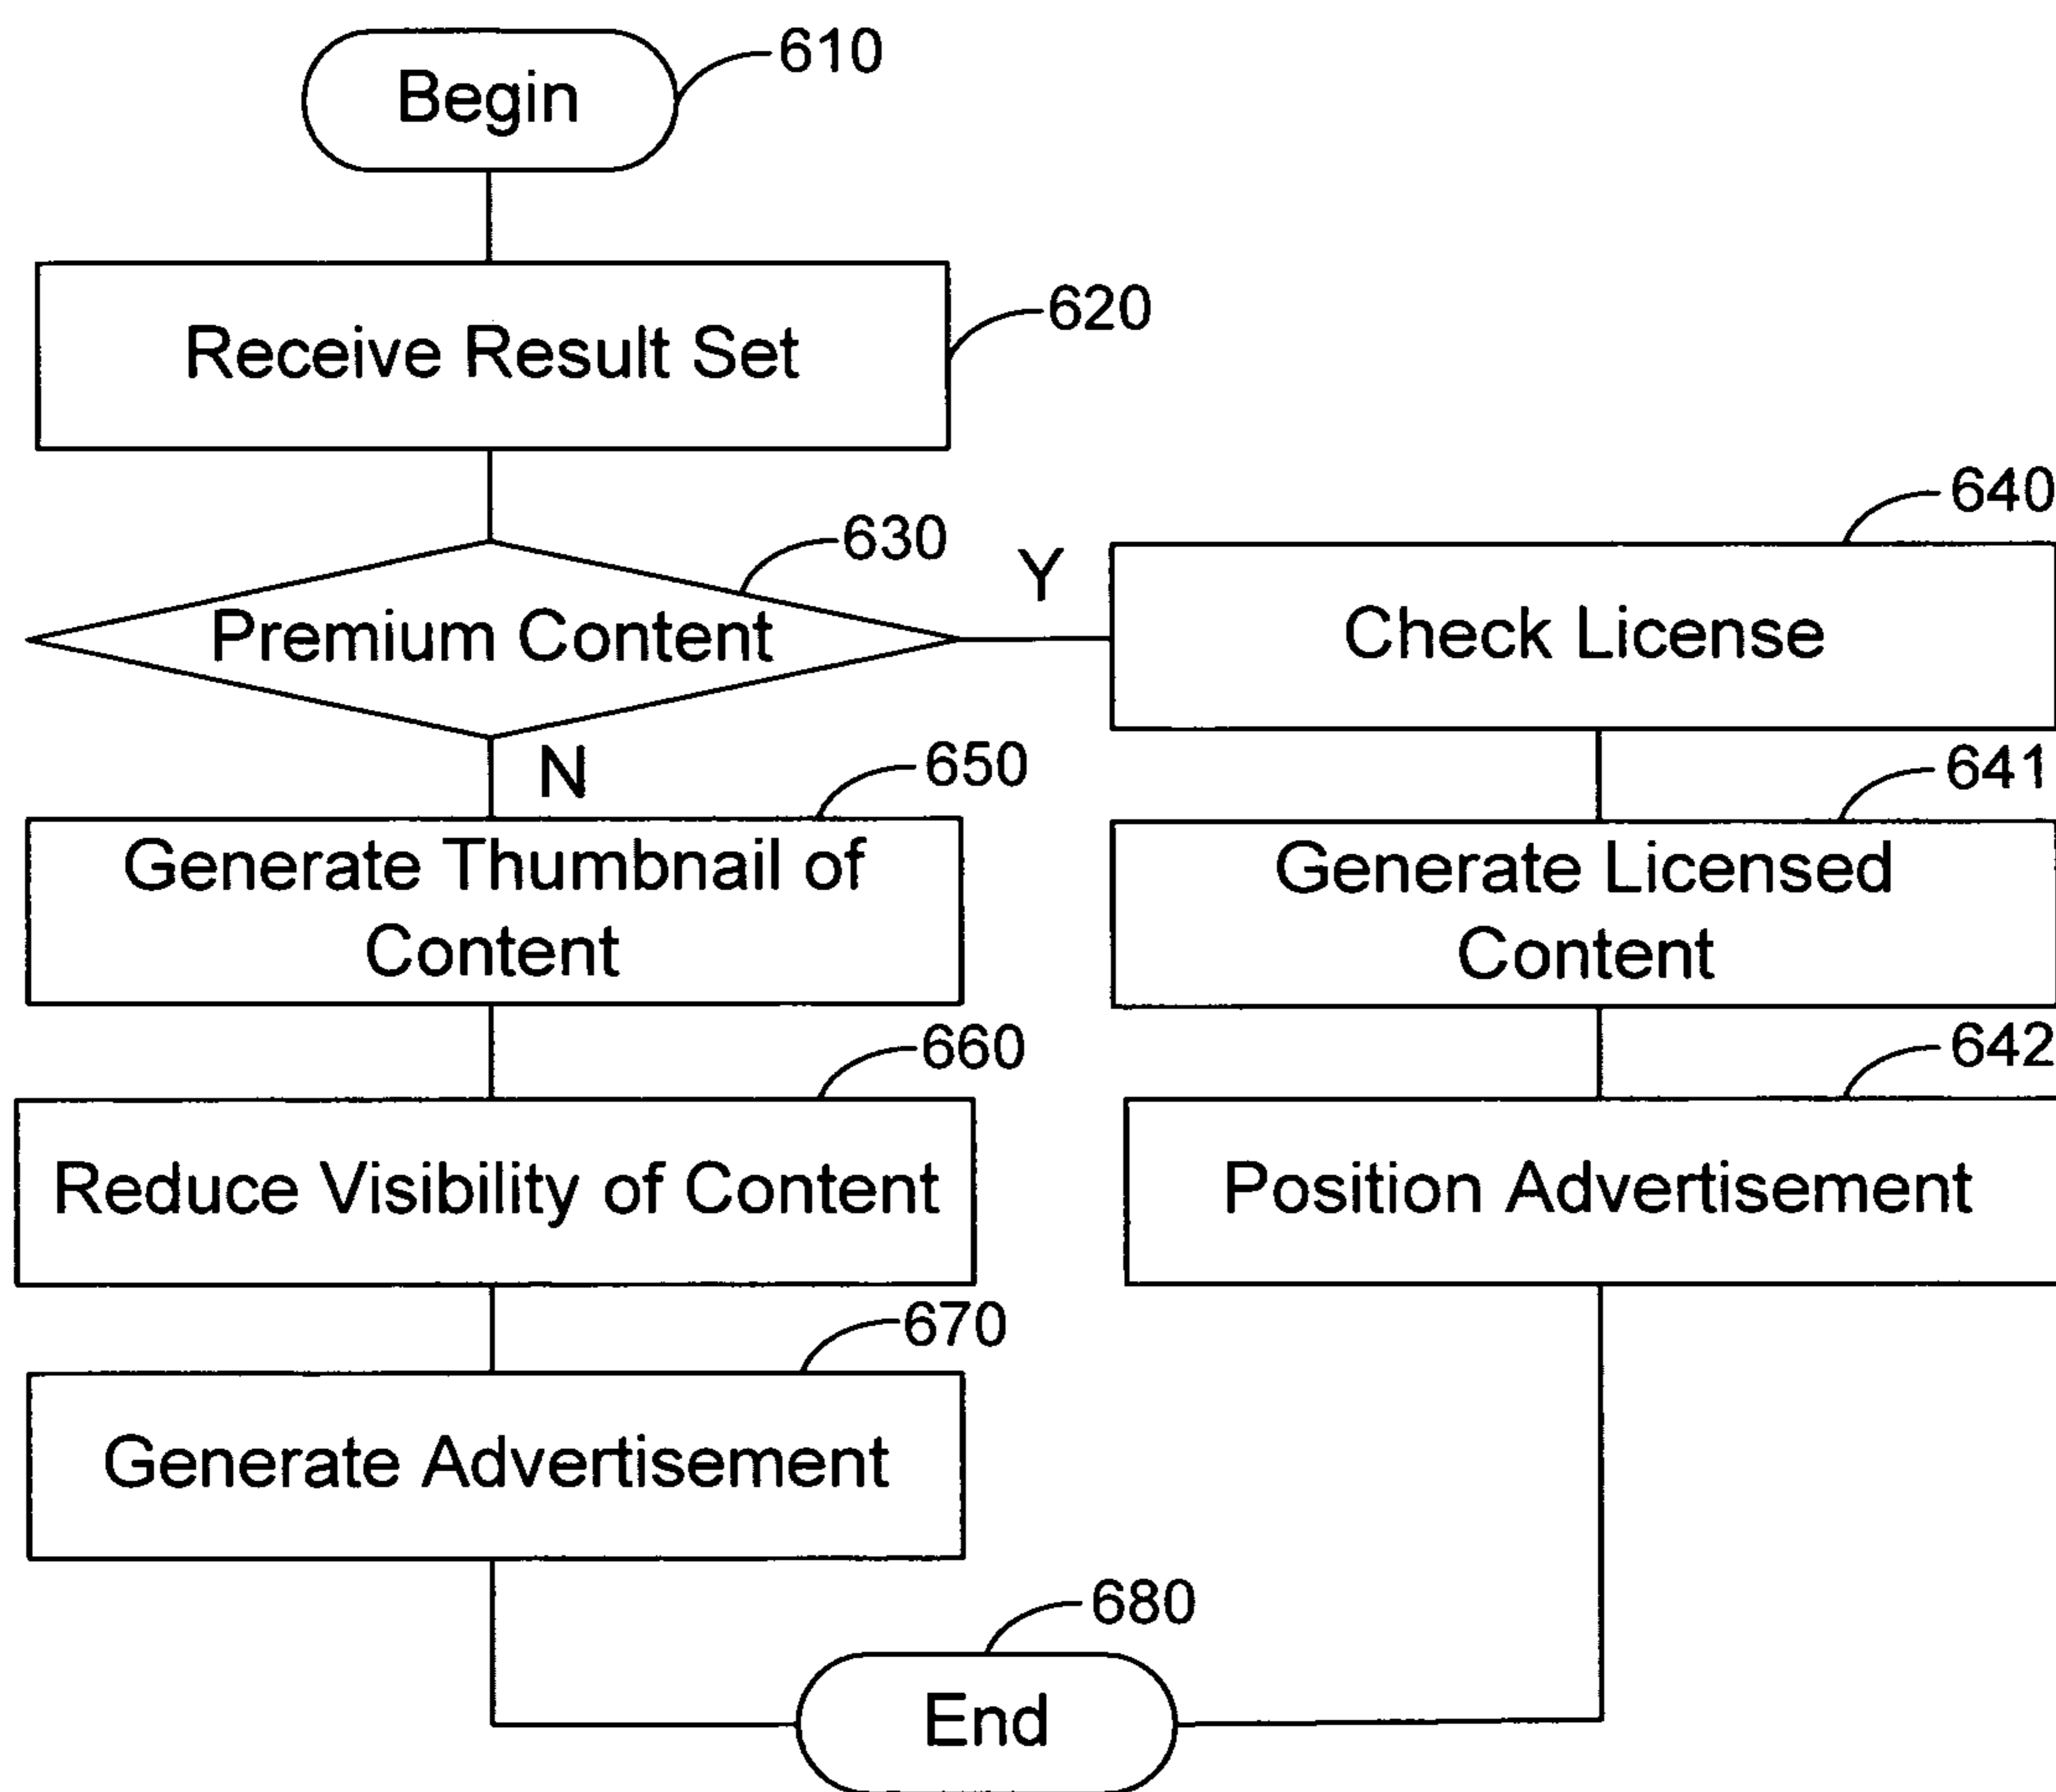 Begin
610
Receive Result Set
620
630
Premium Content
Y
640
Check License
N
650
Generate Thumbnail of
Content
641
Generate Licensed
Content
660
Reduce Visibility of Content
642
Position Advertisement
670
Generate Advertisement
680
End